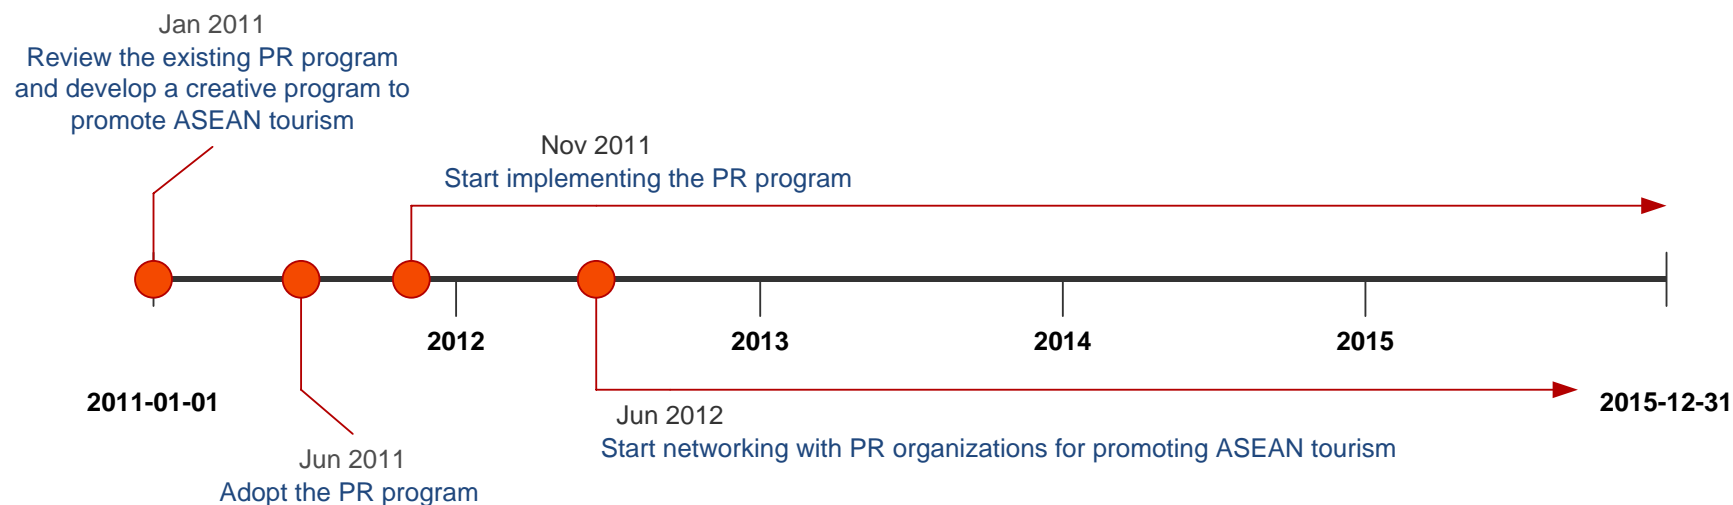 Jan 2011
Review the existing PR program
and develop a creative program to
promote ASEAN tourism
Nov 2011
Start implementing the PR program
2012
2013
2014
2015
2011-01-01
2015-12-31
Jun 2012
Start networking with PR organizations for promoting ASEAN tourism
Jun 2011
Adopt the PR program